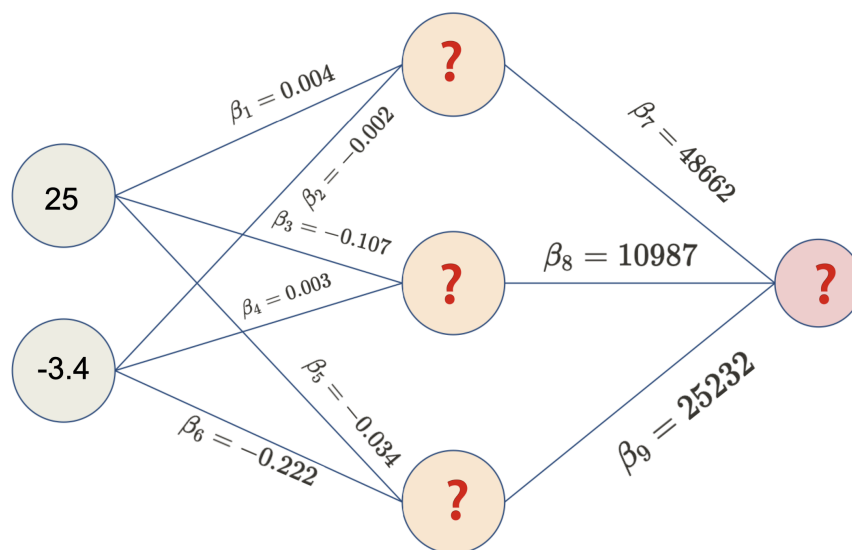 ?
β₁ = 0.004
β₂ = −0.002
β₇ = 48662
25
β₃ = −0.107
?
β₈ = 10987
?
β₄ = 0.003
-3.4
β₅ = −0.034
β₆ = −0.222
β₉ = 25232
?